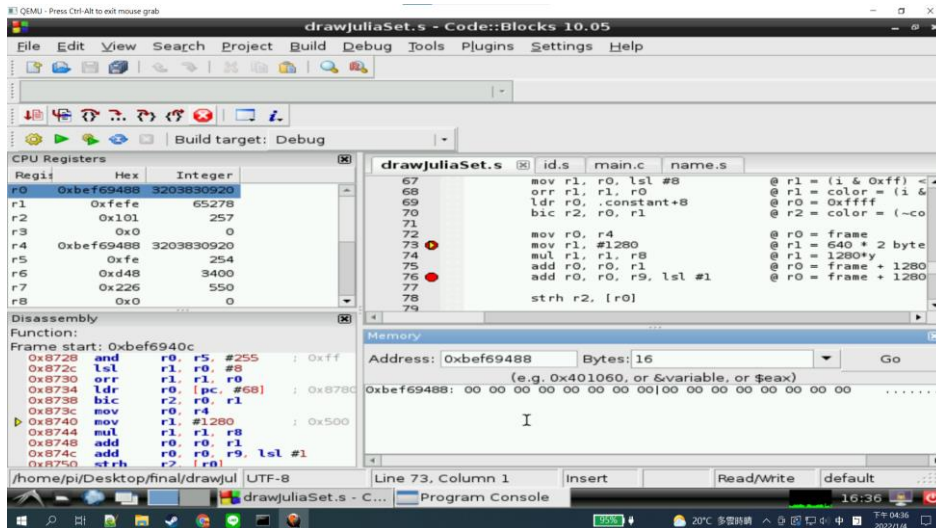 QEMU - Press Ctrl-Alt to exit mouse grab
drawJuliaSet.s - Code::Blocks 10.05
File Edit View Search Project Build Debug Tools Plugins Settings Help
Build target: Debug
CPU Registers
Regis Hex Integer
r0 0xbef69488 3203830920
r1 0xfefe 65278
r2 0x101 257
r3 0x0 0
r4 0xbef69488 3203830920
r5 0xfe 254
r6 0xd48 3400
r7 0x226 550
r8 0x0 0
drawJuliaSet.s id.s main.c name.s
67 mov r1, r0, lsl #8 @ r1 = (i & 0xff) <
68 orr r1, r1, r0 @ r1 = color = (i &
69 ldr r0, .constant+8 @ r0 = 0xffff
70 bic r2, r0, r1 @ r2 = color = (~co
71
72 mov r0, r4 @ r0 = frame
73 mov r1, #1280 @ r1 = 640 * 2 byte
74 mul r1, r1, r8 @ r1 = 1280*y
75 add r0, r0, r1 @ r0 = frame + 1280
76 add r0, r0, r9, lsl #1 @ r0 = frame + 1280
77
78 strh r2, [r0]
79
Disassembly
Function:
Frame start: 0xbef6940c
0x8728 and r0, r5, #255 ; 0xff
0x872c lsl r1, r0, #8
0x8730 orr r1, r1, r0
0x8734 ldr r0, [pc, #68] ; 0x8780
0x8738 bic r2, r0, r1
0x873c mov r0, r4
0x8740 mov r1, #1280 ; 0x500
0x8744 mul r1, r1, r8
0x8748 add r0, r0, r1
0x874c add r0, r0, r9, lsl #1
0x8750 strh r2, [r0]
Memory
Address: 0xbef69488 Bytes: 16 Go
(e.g. 0x401060, or &variable, or $eax)
0xbef69488: 00 00 00 00 00 00 00 00|00 00 00 00 00 00 00 00 ........
/home/pi/Desktop/final/drawJul UTF-8 Line 73, Column 1 Insert Read/Write default
drawJuliaSet.s - C... Program Console 16:36
95% 20°C 多雲時晴 中 下午 04:36
2022/1/4